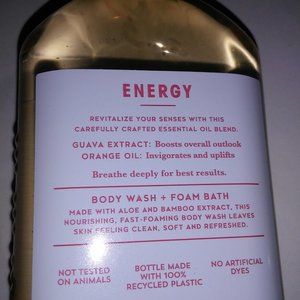 ENERGY
REVITALIZE YOUR SENSES WITH THIS
CAREFULLY CRAFTED ESSENTIAL OIL BLEND.
GUAVA EXTRACT: Boosts overall outlook
ORANGE OIL: Invigorates and uplifts
Breathe deeply for best results.
BODY WASH + FOAM BATH
MADE WITH ALOE AND BAMBOO EXTRACT, THIS
NOURISHING, FAST-FOAMING BODY WASH LEAVES
SKIN FEELING CLEAN, SOFT AND REFRESHED.
NOT TESTED
ON ANIMALS
BOTTLE MADE
WITH 100%
RECYCLED PLASTIC
NO ARTIFICIAL
DYES